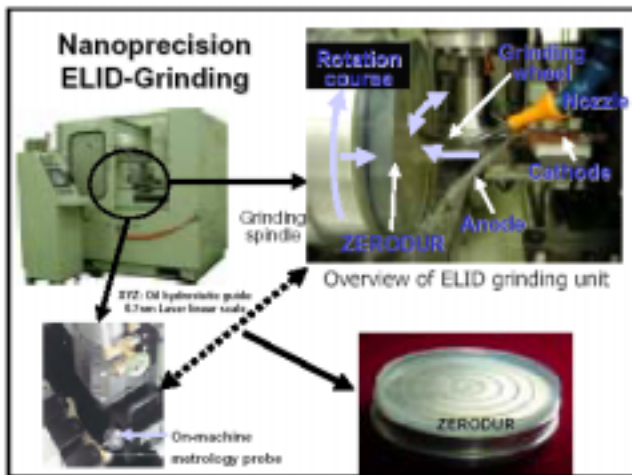 Nanoprecision
ELID-Grinding
Rotation
course
Grinding
wheel
Nozzle
Cathode
Anode
ZERODUR
Grinding
spindle
Overview of ELID grinding unit
XYZ: Oil hydrostatic guide
0.7nm Laser linear scale
On-machine
metrology probe
ZERODUR